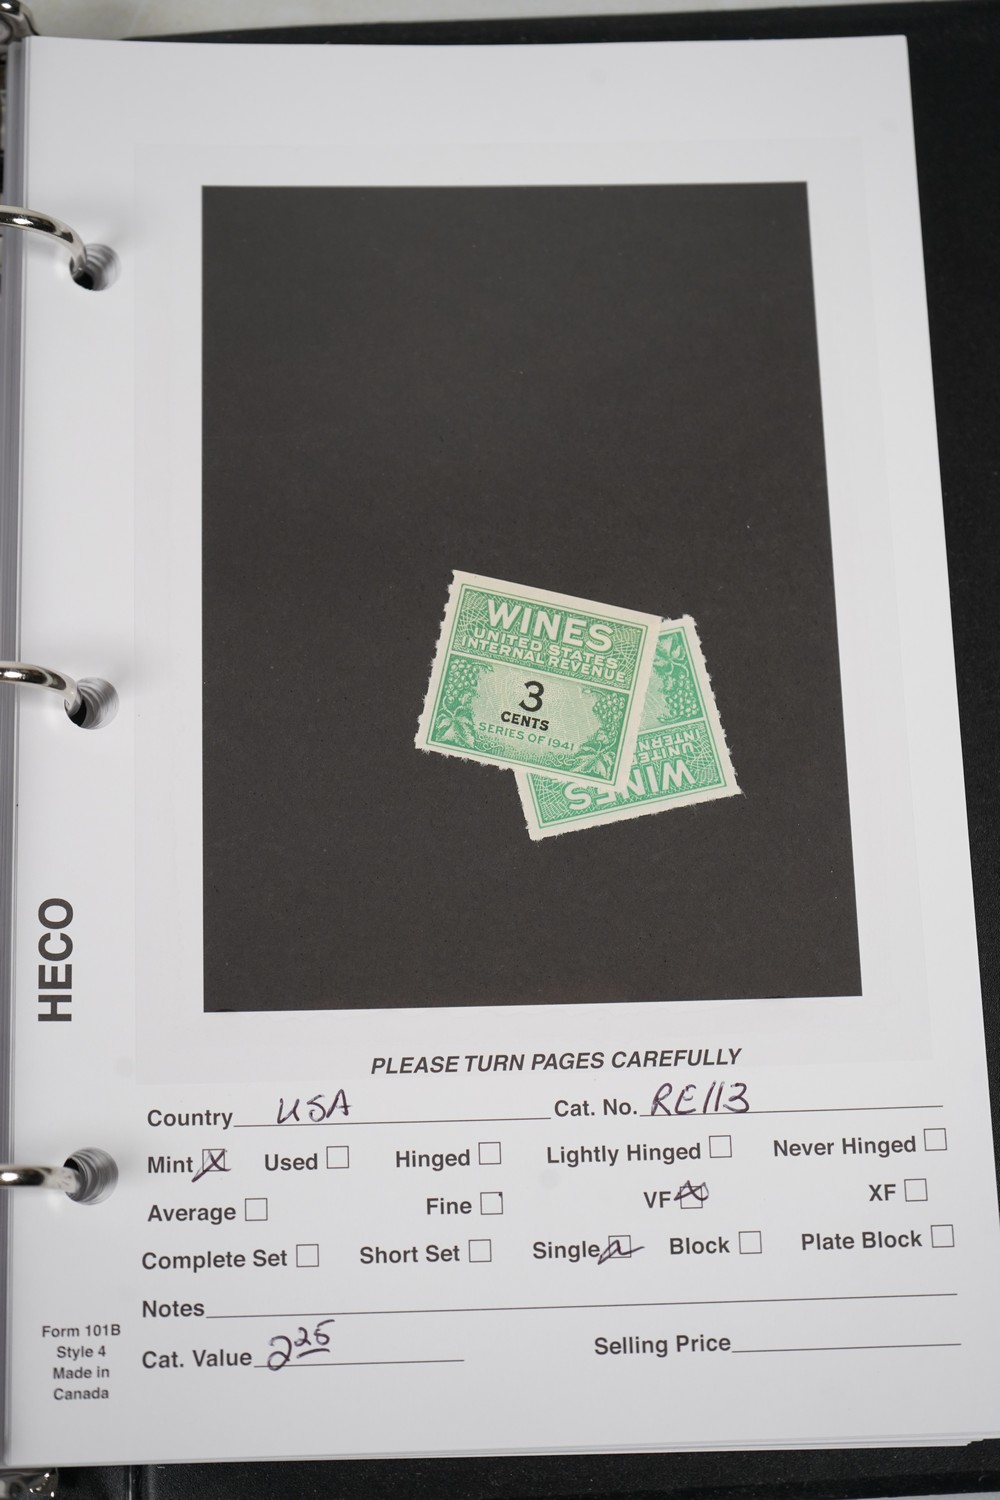 WINES
UNITED STATES
INTERNAL REVENUE
3
CENTS
SERIES OF 1941
WINES
HECO
PLEASE TURN PAGES CAREFULLY
Country USA Cat. No. RE113
Mint X Used Hinged Lightly Hinged Never Hinged
Average Fine VF X XF
Complete Set Short Set Single Block Plate Block
Notes
Cat. Value 2 25 Selling Price
Form 101B
Style 4
Made in
Canada